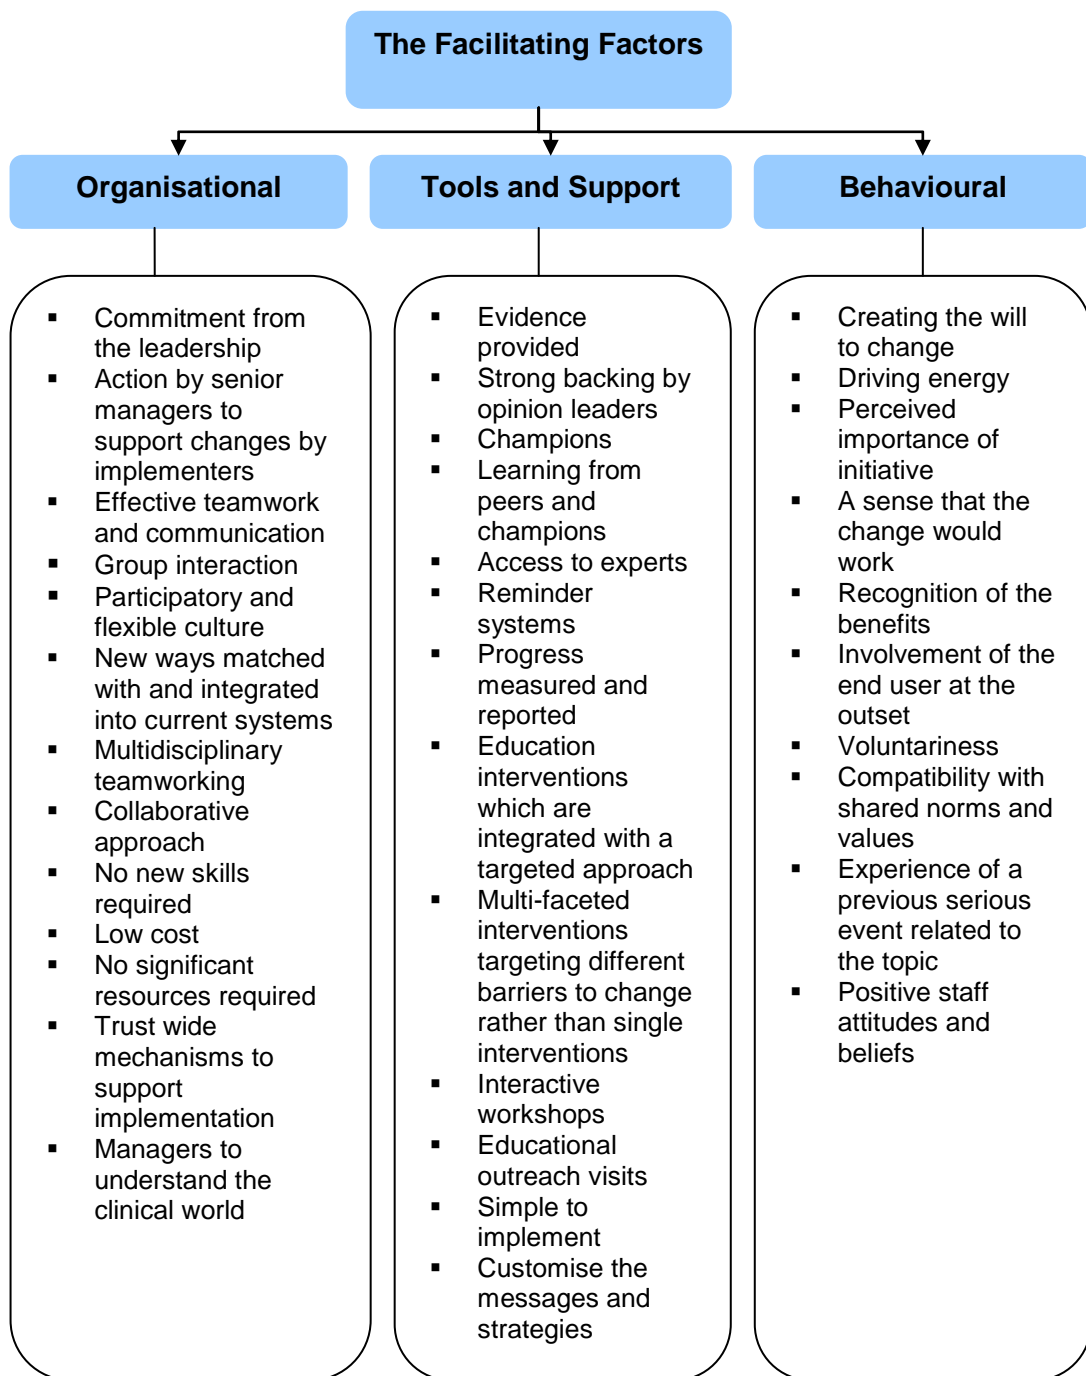 The Facilitating Factors
Organisational
Tools and Support
Behavioural
▪ Commitment from
the leadership
▪ Action by senior
managers to
support changes by
implementers
▪ Effective teamwork
and communication
▪ Group interaction
▪ Participatory and
flexible culture
▪ New ways matched
with and integrated
into current systems
▪ Multidisciplinary
teamworking
▪ Collaborative
approach
▪ No new skills
required
▪ Low cost
▪ No significant
resources required
▪ Trust wide
mechanisms to
support
implementation
▪ Managers to
understand the
clinical world
▪ Evidence
provided
▪ Strong backing by
opinion leaders
▪ Champions
▪ Learning from
peers and
champions
▪ Access to experts
▪ Reminder
systems
▪ Progress
measured and
reported
▪ Education
interventions
which are
integrated with a
targeted approach
▪ Multi-faceted
interventions
targeting different
barriers to change
rather than single
interventions
▪ Interactive
workshops
▪ Educational
outreach visits
▪ Simple to
implement
▪ Customise the
messages and
strategies
▪ Creating the will
to change
▪ Driving energy
▪ Perceived
importance of
initiative
▪ A sense that the
change would
work
▪ Recognition of the
benefits
▪ Involvement of the
end user at the
outset
▪ Voluntariness
▪ Compatibility with
shared norms and
values
▪ Experience of a
previous serious
event related to
the topic
▪ Positive staff
attitudes and
beliefs